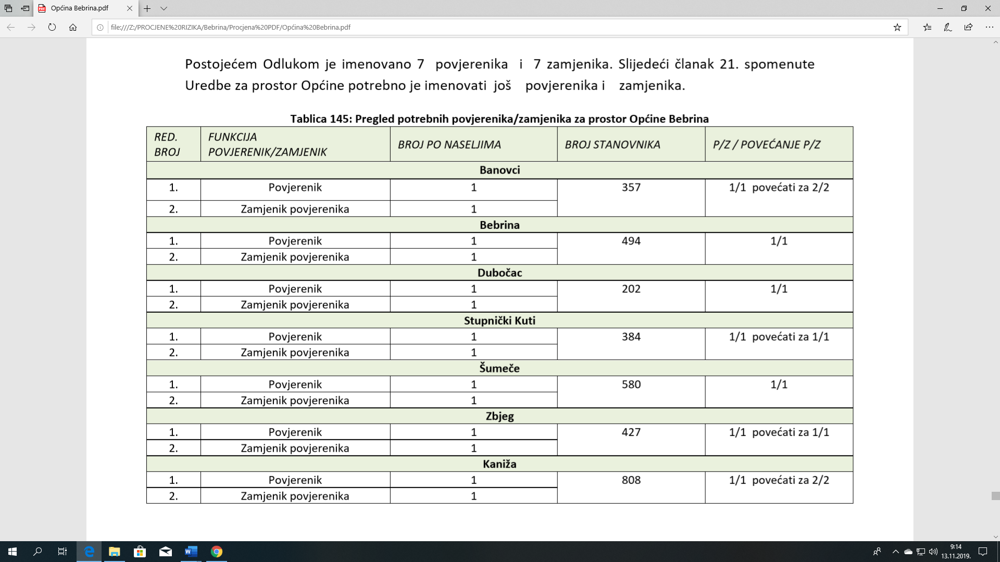 Općina Bebrina.pdf
file:///Z:/PROCJENE%20RIZIKA/Bebrina/Procjena%20PDF/Općina%20Bebrina.pdf
Postojećem Odlukom je imenovano 7 povjerenika i 7 zamjenika. Slijedeći članak 21. spomenute
Uredbe za prostor Općine potrebno je imenovati još povjerenika i zamjenika.
Tablica 145: Pregled potrebnih povjerenika/zamjenika za prostor Općine Bebrina
RED. BROJ FUNKCIJA POVJERENIK/ZAMJENIK BROJ PO NASELJIMA BROJ STANOVNIKA P/Z / POVEĆANJE P/Z
Banovci
1. Povjerenik 1 357 1/1 povećati za 2/2
2. Zamjenik povjerenika 1
Bebrina
1. Povjerenik 1 494 1/1
2. Zamjenik povjerenika 1
Dubočac
1. Povjerenik 1 202 1/1
2. Zamjenik povjerenika 1
Stupnički Kuti
1. Povjerenik 1 384 1/1 povećati za 1/1
2. Zamjenik povjerenika 1
Šumeče
1. Povjerenik 1 580 1/1
2. Zamjenik povjerenika 1
Zbjeg
1. Povjerenik 1 427 1/1 povećati za 1/1
2. Zamjenik povjerenika 1
Kaniža
1. Povjerenik 1 808 1/1 povećati za 2/2
2. Zamjenik povjerenika 1
9:14
13.11.2019.